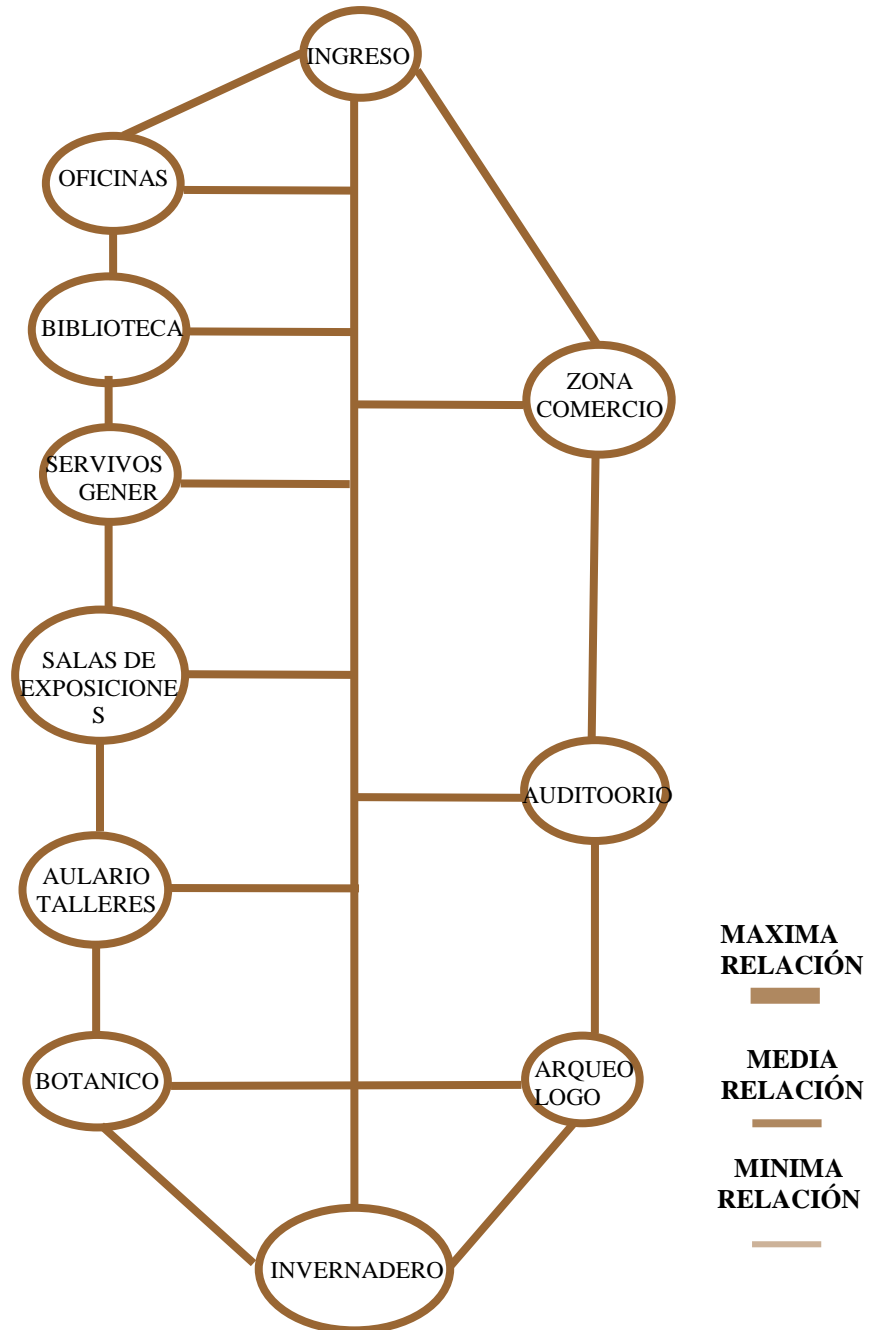 INGRESO
OFICINAS
BIBLIOTECA
ZONA
COMERCIO
SERVIVOS
GENER
SALAS DE
EXPOSICIONE
S
AUDITOORIO
AULARIO
TALLERES
MAXIMA
RELACIÓN
BOTANICO
ARQUEO
LOGO
MEDIA
RELACIÓN
MINIMA
RELACIÓN
INVERNADERO